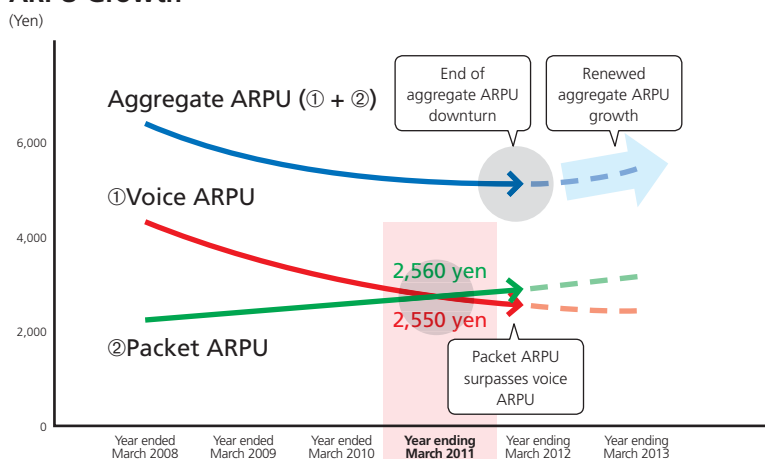 ARPU Growth
(Yen)
End of
aggregate ARPU
downturn
Renewed
aggregate ARPU
growth
Aggregate ARPU (① + ②)
6,000
①Voice ARPU
4,000
2,560 yen
2,550 yen
2,000
②Packet ARPU
Packet ARPU
surpasses voice
ARPU
0
Year ended
March 2008
Year ended
March 2009
Year ended
March 2010
Year ending
March 2011
Year ending
March 2012
Year ending
March 2013